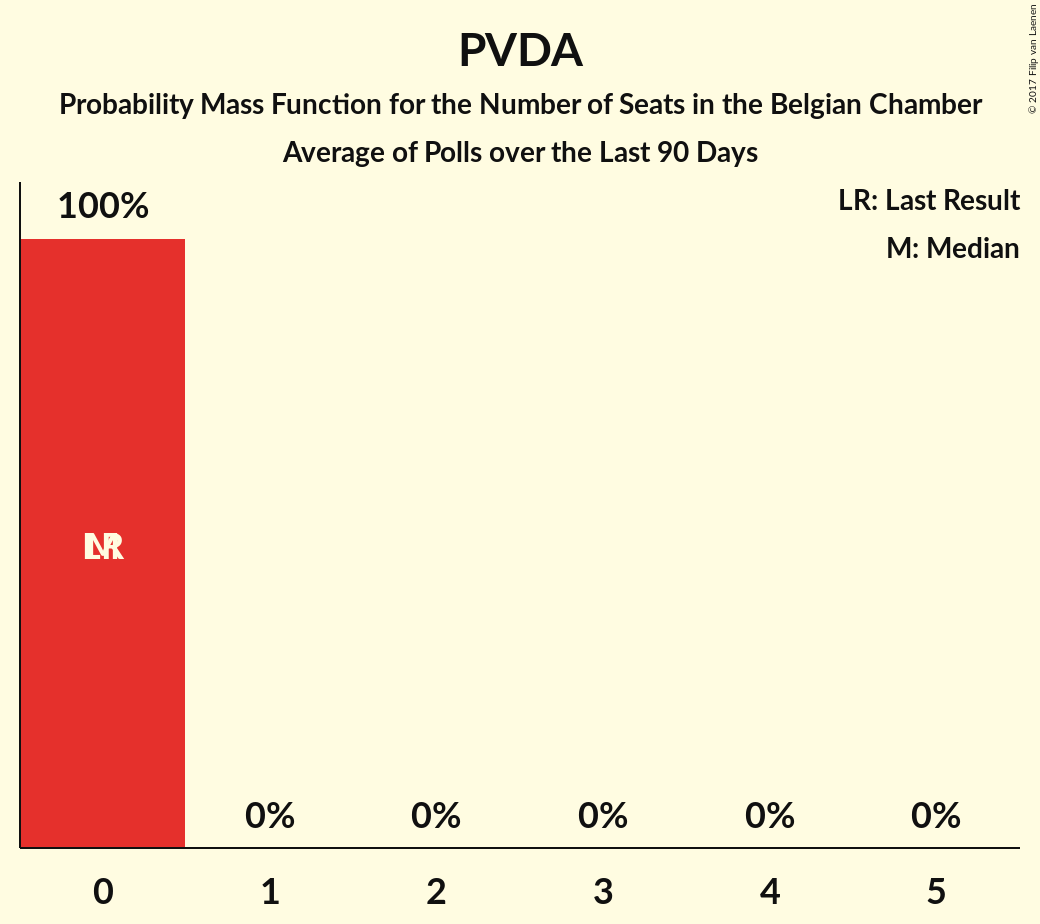 PVDA
Probability Mass Function for the Number of Seats in the Belgian Chamber
Average of Polls over the Last 90 Days
© 2017 Filip van Laenen
LR: Last Result
M: Median
100%
LR
M
0% 0% 0% 0% 0%
0 1 2 3 4 5